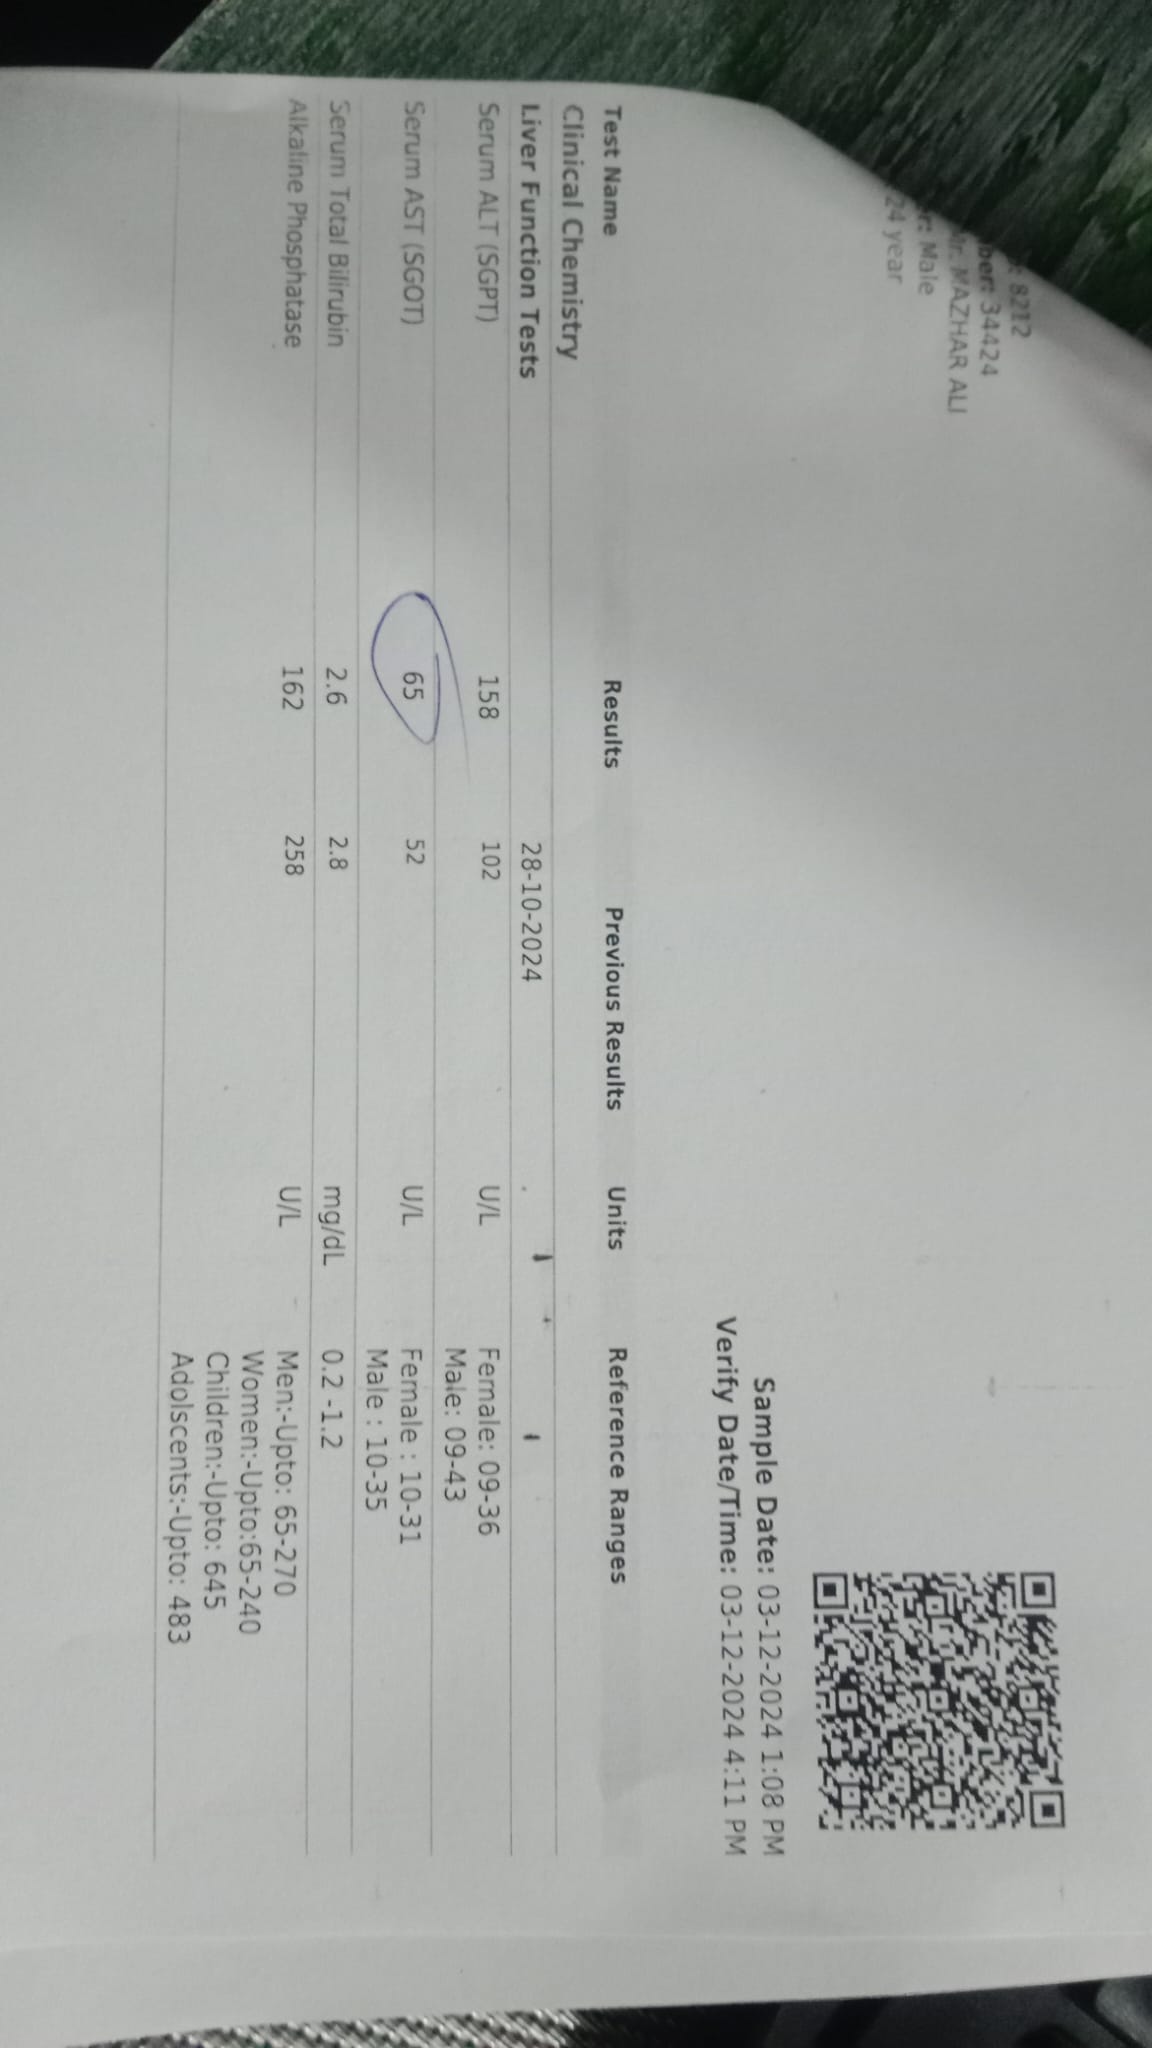 : 8212
ber: 34424
Mr. MAZHAR ALI
r: Male
24 year
Sample Date: 03-12-2024 1:08 PM
Verify Date/Time: 03-12-2024 4:11 PM
Test Name Results Previous Results Units Reference Ranges
Clinical Chemistry
Liver Function Tests 28-10-2024
Serum ALT (SGPT) 158 102 U/L Female: 09-36
Male: 09-43
Serum AST (SGOT) 65 52 U/L Female : 10-31
Male : 10-35
Serum Total Bilirubin 2.6 2.8 mg/dL 0.2 -1.2
Alkaline Phosphatase 162 258 U/L Men:-Upto: 65-270
Women:-Upto:65-240
Children:-Upto: 645
Adolscents:-Upto: 483